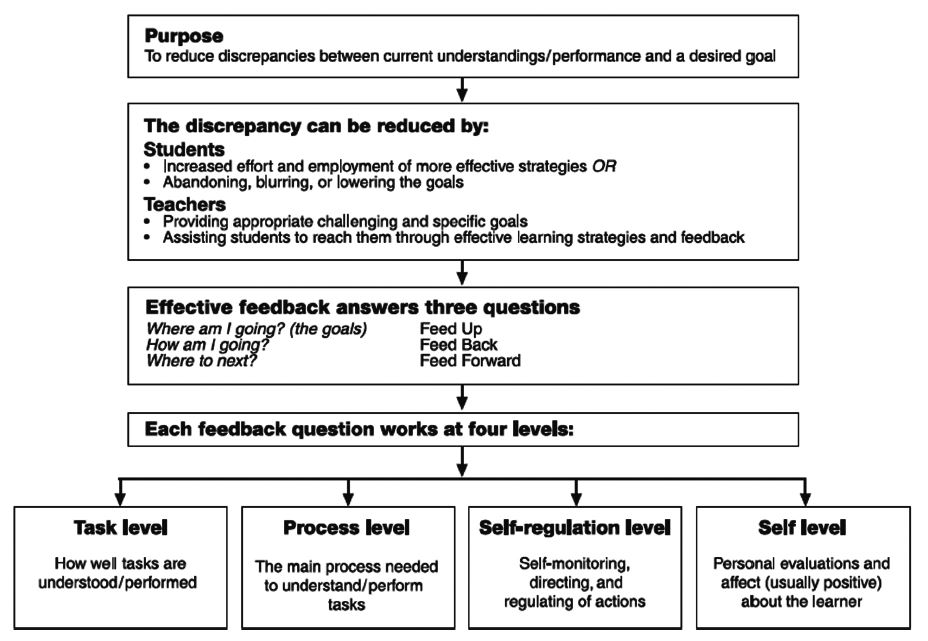 Purpose
To reduce discrepancies between current understandings/performance and a desired goal
The discrepancy can be reduced by:
Students
• Increased effort and employment of more effective strategies OR
• Abandoning, blurring, or lowering the goals
Teachers
• Providing appropriate challenging and specific goals
• Assisting students to reach them through effective learning strategies and feedback
Effective feedback answers three questions
Where am I going? (the goals) Feed Up
How am I going? Feed Back
Where to next? Feed Forward
Each feedback question works at four levels:
Task level
How well tasks are
understood/performed
Process level
The main process needed
to understand/perform
tasks
Self-regulation level
Self-monitoring,
directing, and
regulating of actions
Self level
Personal evaluations and
affect (usually positive)
about the learner